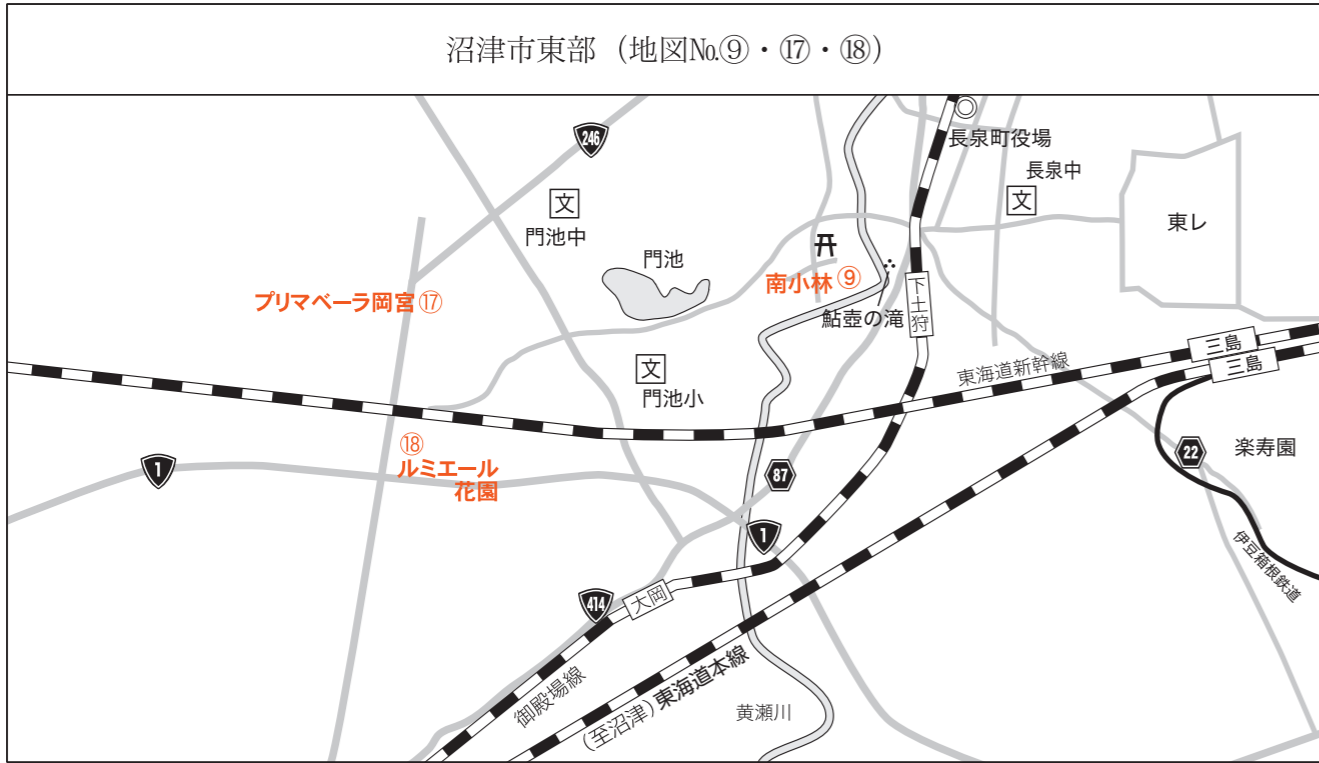 沼津市東部（地図№⑨・⑰・⑱）
246
長泉町役場
長泉中
文
文
門池中
東レ
門池
南小林⑨
プリマベーラ岡宮⑰
鮎壺の滝
下土狩
三島
三島
東海道新幹線
文
門池小
⑱
ルミエール
花園
1
87
22
楽寿園
1
伊豆箱根鉄道
414
大岡
御殿場線
(至沼津)東海道本線
黄瀬川